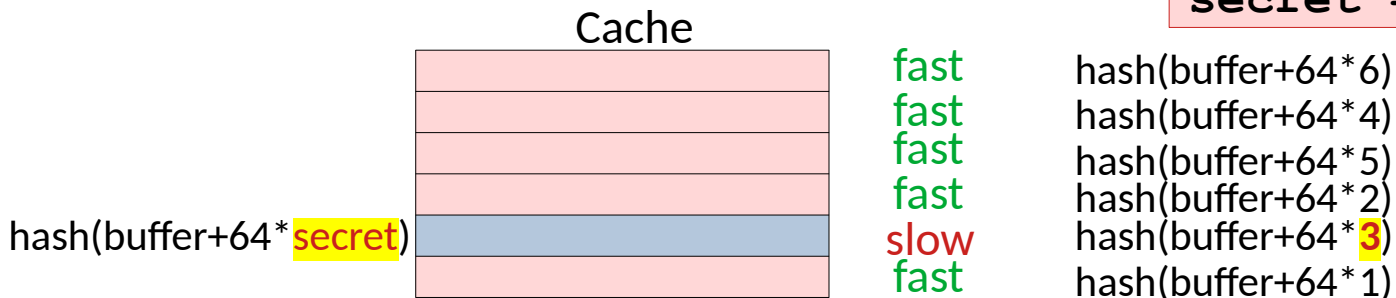 secret
Cache
fast hash(buffer+64*6)
fast hash(buffer+64*4)
fast hash(buffer+64*5)
fast hash(buffer+64*2)
hash(buffer+64*secret) slow hash(buffer+64*3)
fast hash(buffer+64*1)